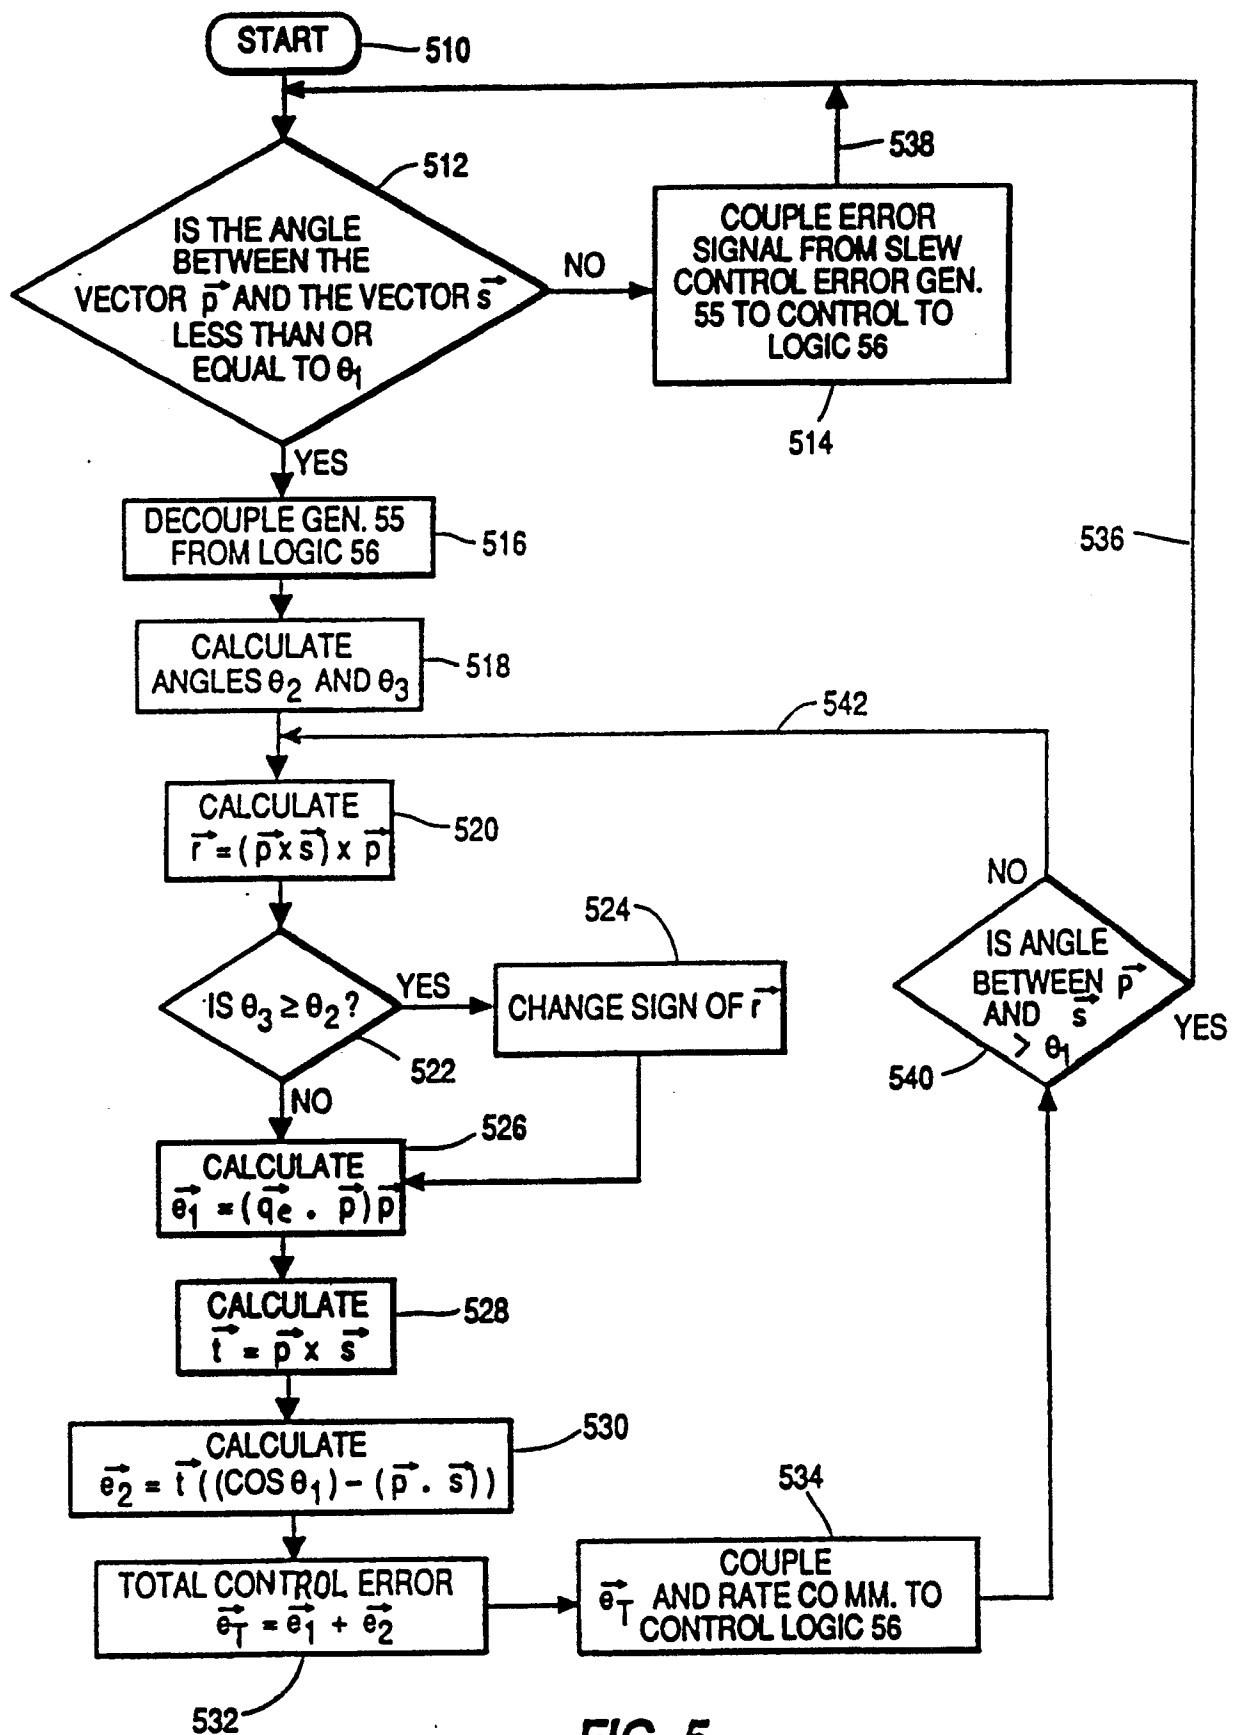 START
510
512
IS THE ANGLE
BETWEEN THE
VECTOR p⃗ AND THE VECTOR s⃗
LESS THAN OR
EQUAL TO θ₁
NO
COUPLE ERROR
SIGNAL FROM SLEW
CONTROL ERROR GEN.
55 TO CONTROL TO
LOGIC 56
538
514
YES
DECOUPLE GEN. 55
FROM LOGIC 56
516
536
CALCULATE
ANGLES θ₂ AND θ₃
518
542
CALCULATE
r⃗ = (p⃗ x s⃗) x p⃗
520
IS θ₃ ≥ θ₂?
522
YES
CHANGE SIGN OF r⃗
524
NO
IS ANGLE
BETWEEN p⃗
AND s⃗
> θ₁
540
YES
NO
CALCULATE
e⃗₁ = (q⃗e . p⃗) p⃗
526
CALCULATE
t⃗ = p⃗ x s⃗
528
CALCULATE
e⃗₂ = t⃗ ((COS θ₁) – (p⃗ . s⃗))
530
TOTAL CONTROL ERROR
e⃗T = e⃗₁ + e⃗₂
532
534
COUPLE
e⃗T AND RATE COMM. TO
CONTROL LOGIC 56
FIG. 5